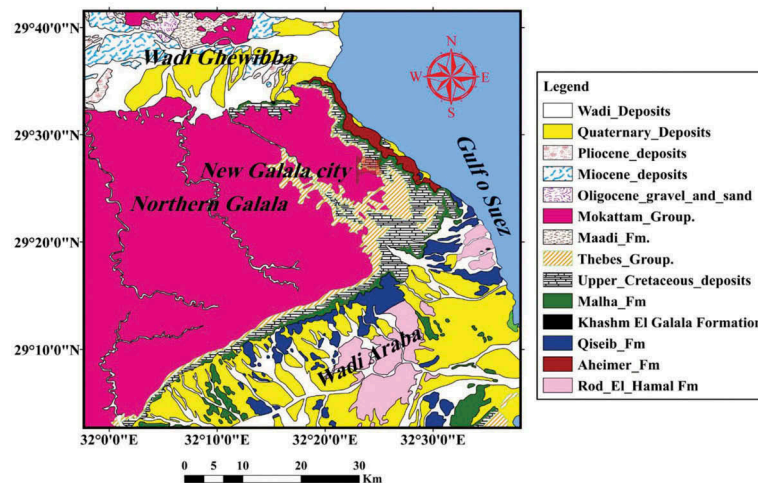 29°40'0"N
29°30'0"N
29°20'0"N
29°10'0"N
32°0'0"E
32°10'0"E
32°20'0"E
32°30'0"E
Wadi Ghewibba
N
W
E
S
Gulf o Suez
New Galala city
Northern Galala
Wadi Araba
0 5 10 20 30
Km
Legend
Wadi_Deposits
Quaternary_Deposits
Pliocene_deposits
Miocene_deposits
Oligocene_gravel_and_sand
Mokattam_Group.
Maadi_Fm.
Thebes_Group.
Upper_Cretaceous_deposits
Malha_Fm
Khashm El Galala Formation
Qiseib_Fm
Aheimer_Fm
Rod_El_Hamal Fm